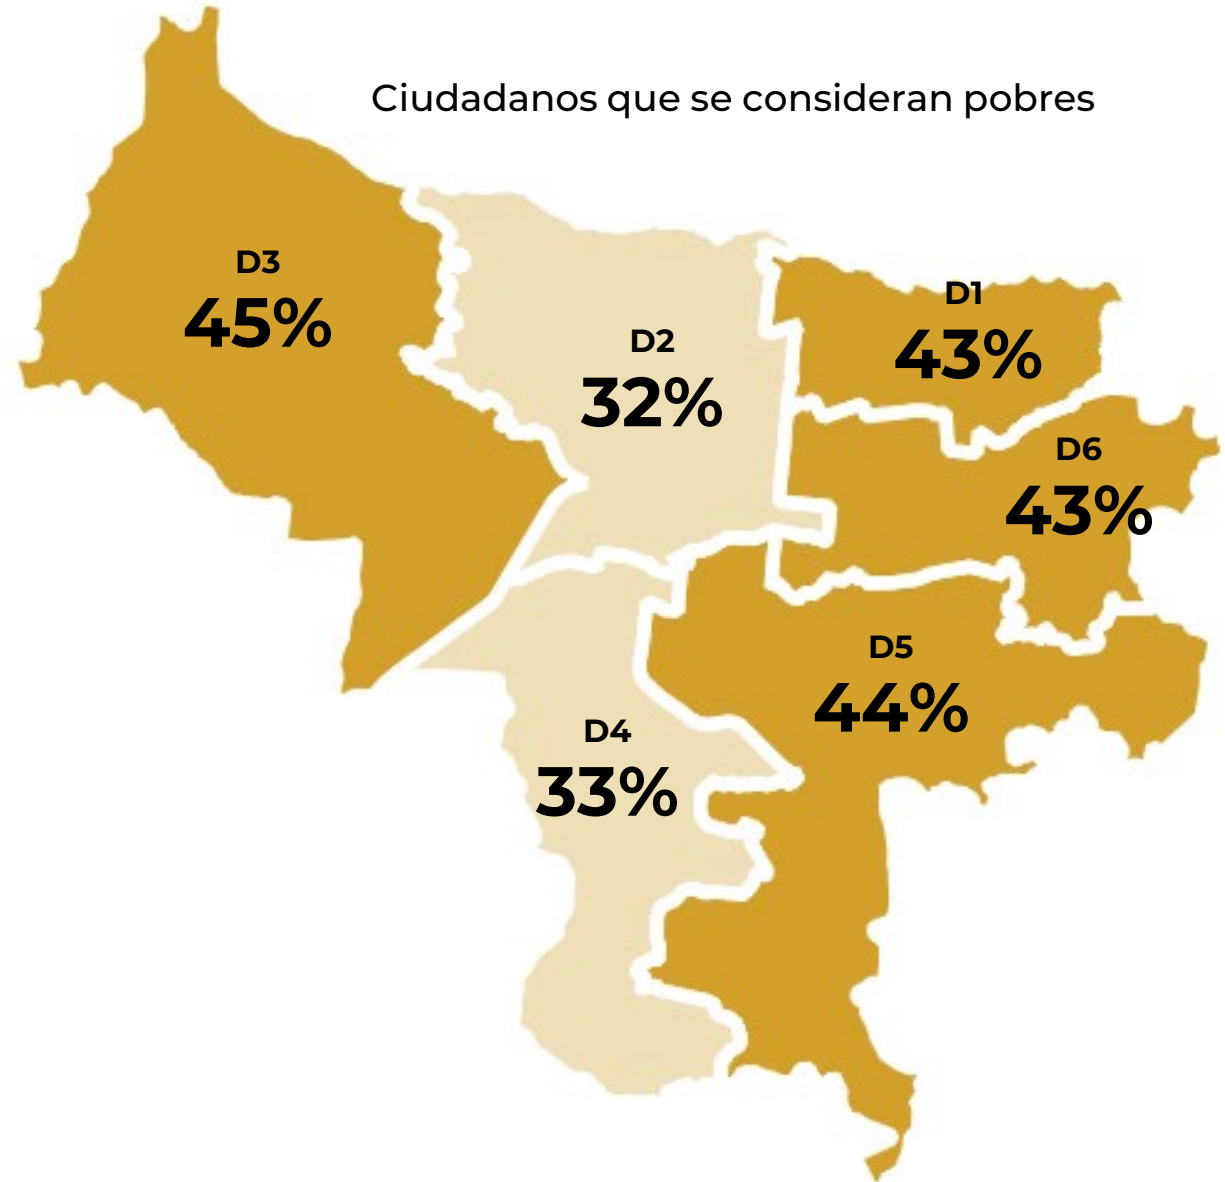 Ciudadanos que se consideran pobres
D3
45%
D2
32%
D1
43%
D6
43%
D5
44%
D4
33%